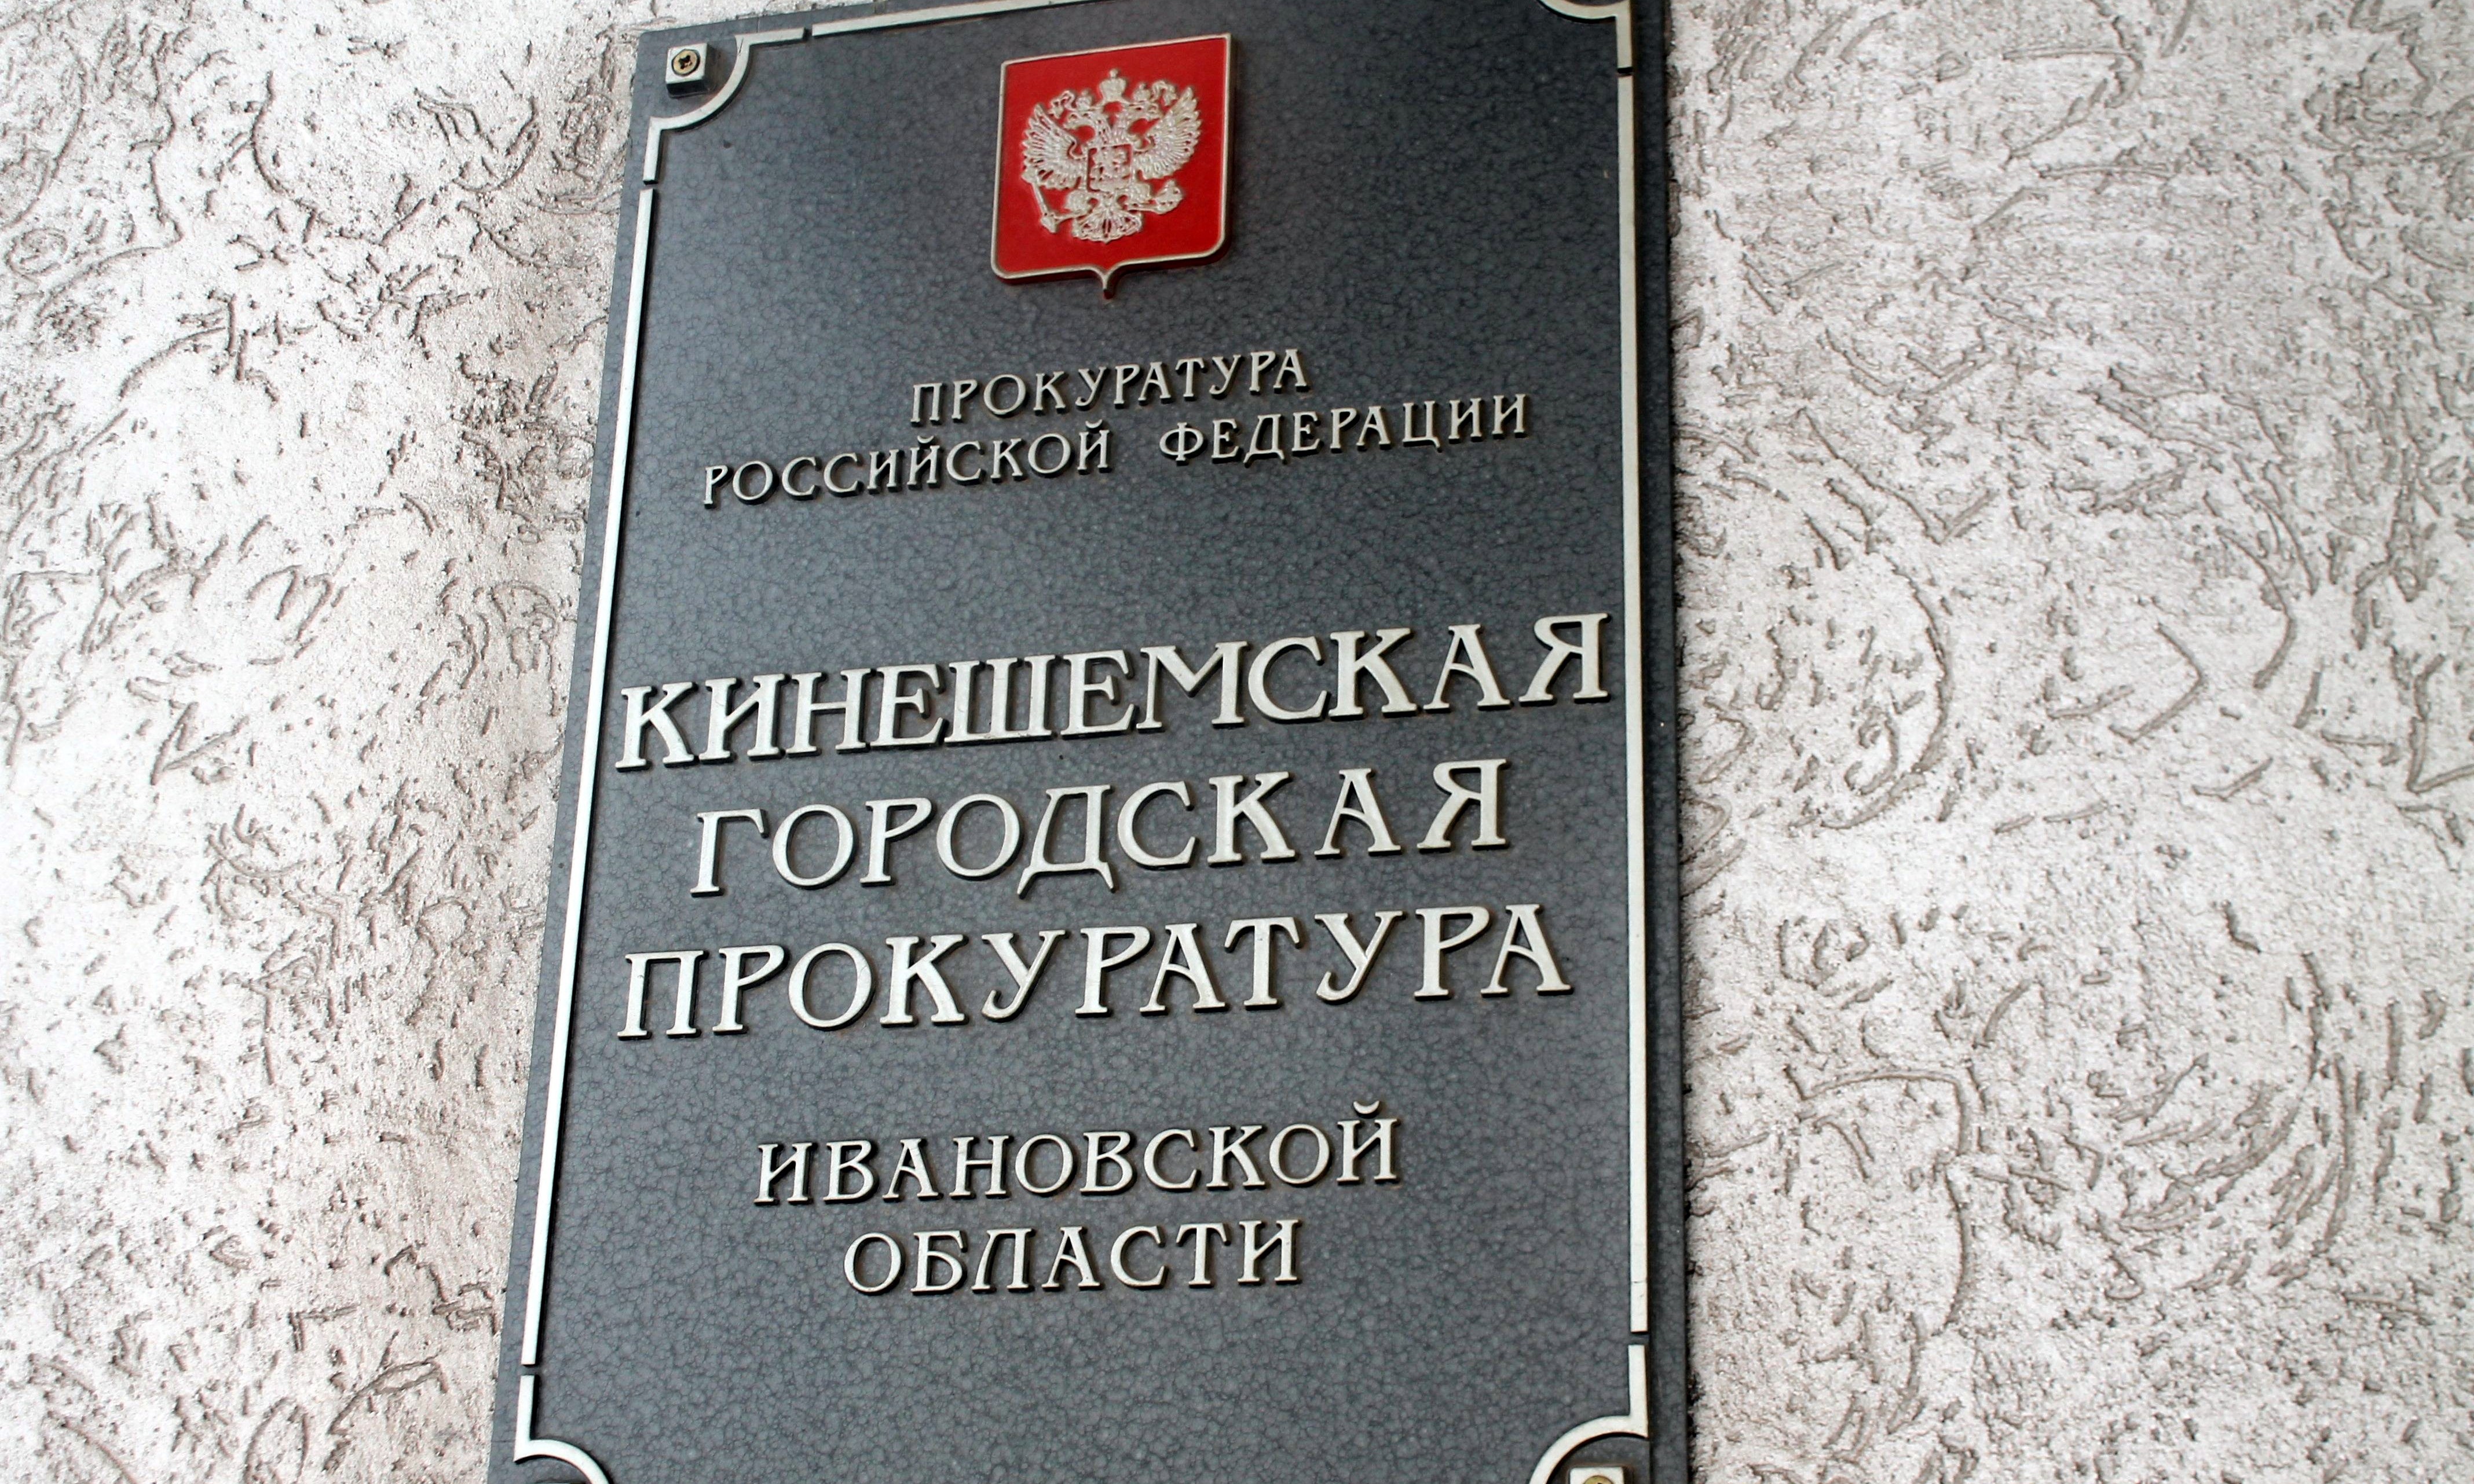 ПРОКУРАТУРА
РОССИЙСКОЙ ФЕДЕРАЦИИ
КИНЕШЕМСКАЯ
ГОРОДСКАЯ
ПРОКУРАТУРА
ИВАНОВСКОЙ
ОБЛАСТИ